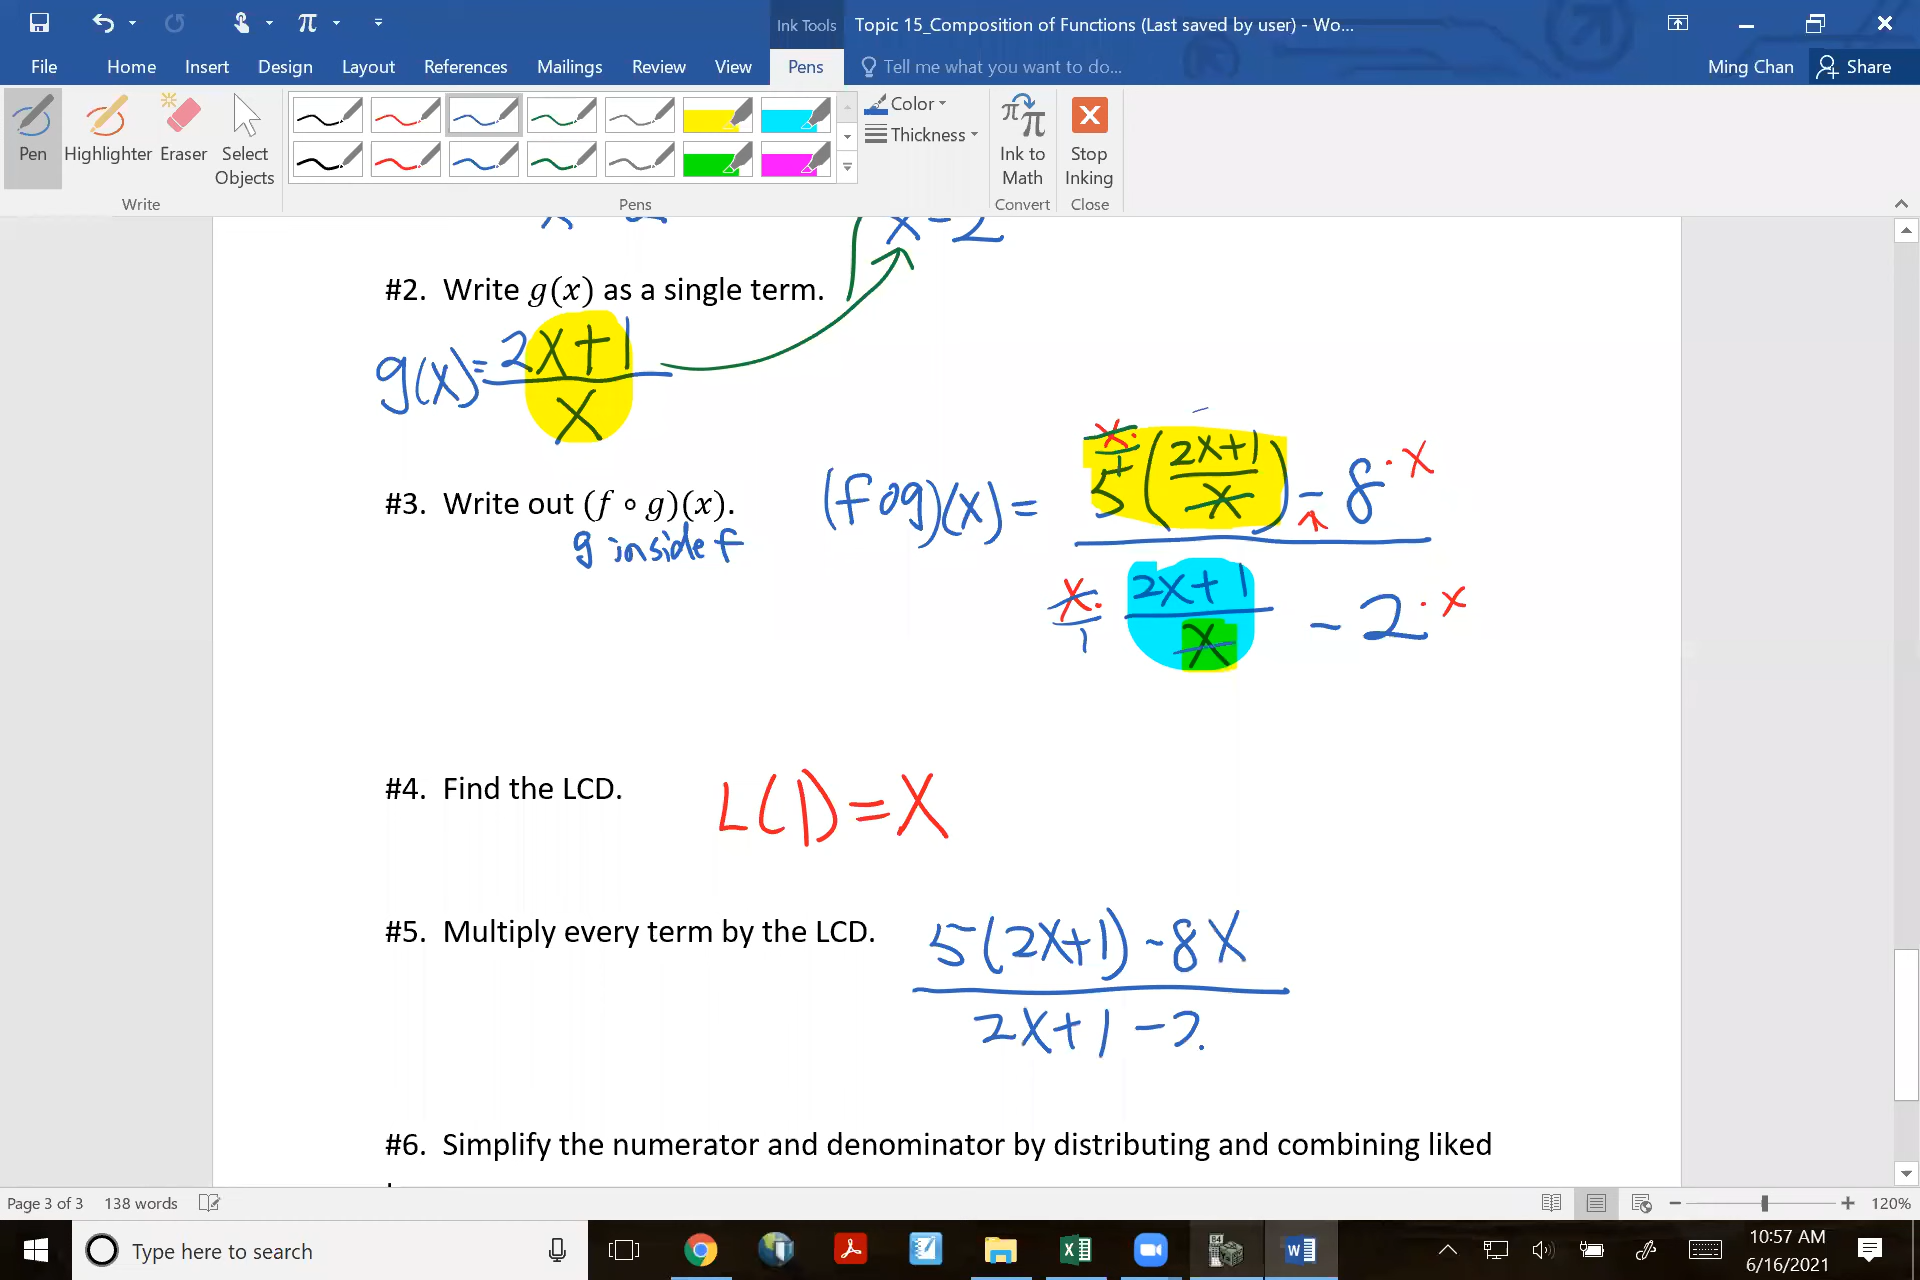 Ink Tools
Topic 15_Composition of Functions (Last saved by user) - Wo...
File Home Insert Design Layout References Mailings Review View Pens Tell me what you want to do... Ming Chan Share
Pen Highlighter Eraser Select Objects
Color
Thickness
Ink to Math
Stop Inking
Write Pens Convert Close
x - 2
#2. Write g(x) as a single term.
g(x) = 2x+1 / x
#3. Write out (f ∘ g)(x).
g inside f
(f∘g)(x) =
x· / 1 5 (2x+1 / x) - 8 · x
x· / 1 2x+1 / x - 2 · x
#4. Find the LCD.
LCD = X
#5. Multiply every term by the LCD.
5(2x+1) - 8x
2x+1 - 2
#6. Simplify the numerator and denominator by distributing and combining liked
Page 3 of 3 138 words 120%
Type here to search
10:57 AM
6/16/2021